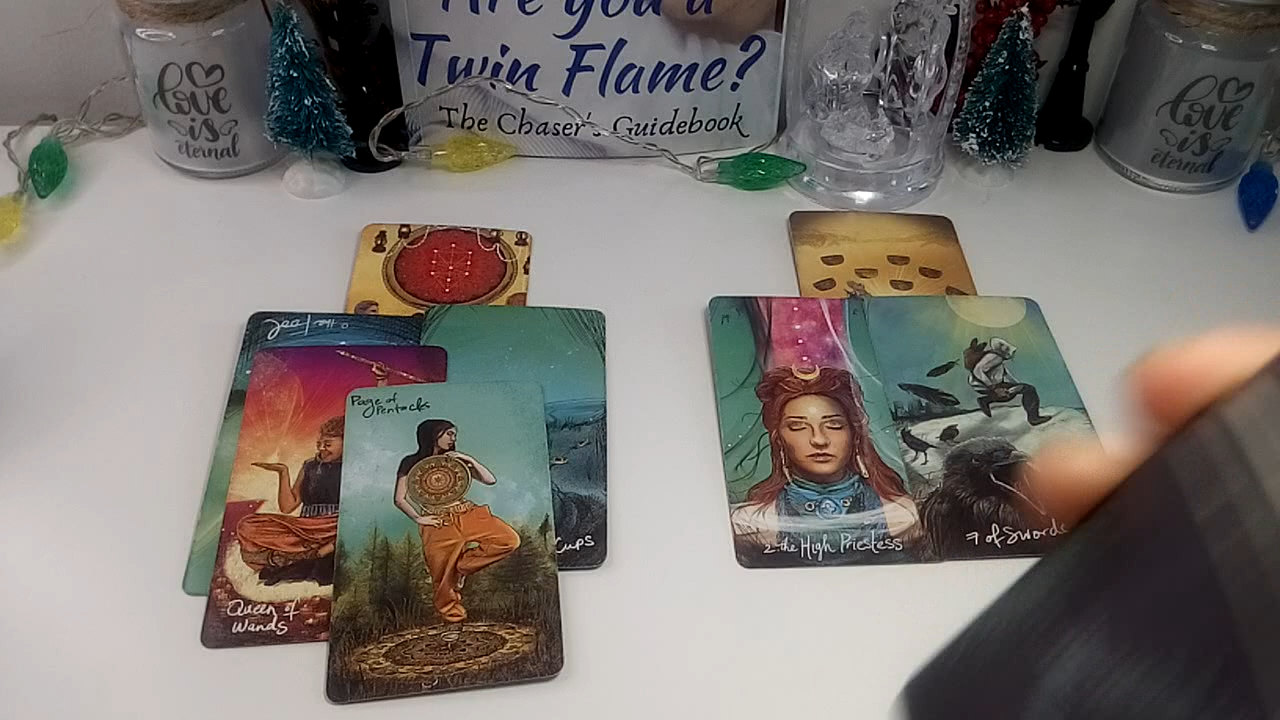 Are you a
Twin Flame?
The Chaser's Guidebook
love
is
eternal
love
is
eternal
Page of
Pentacles
Queen of
Wands
Cups
2 - the High Priestess
7 of Swords